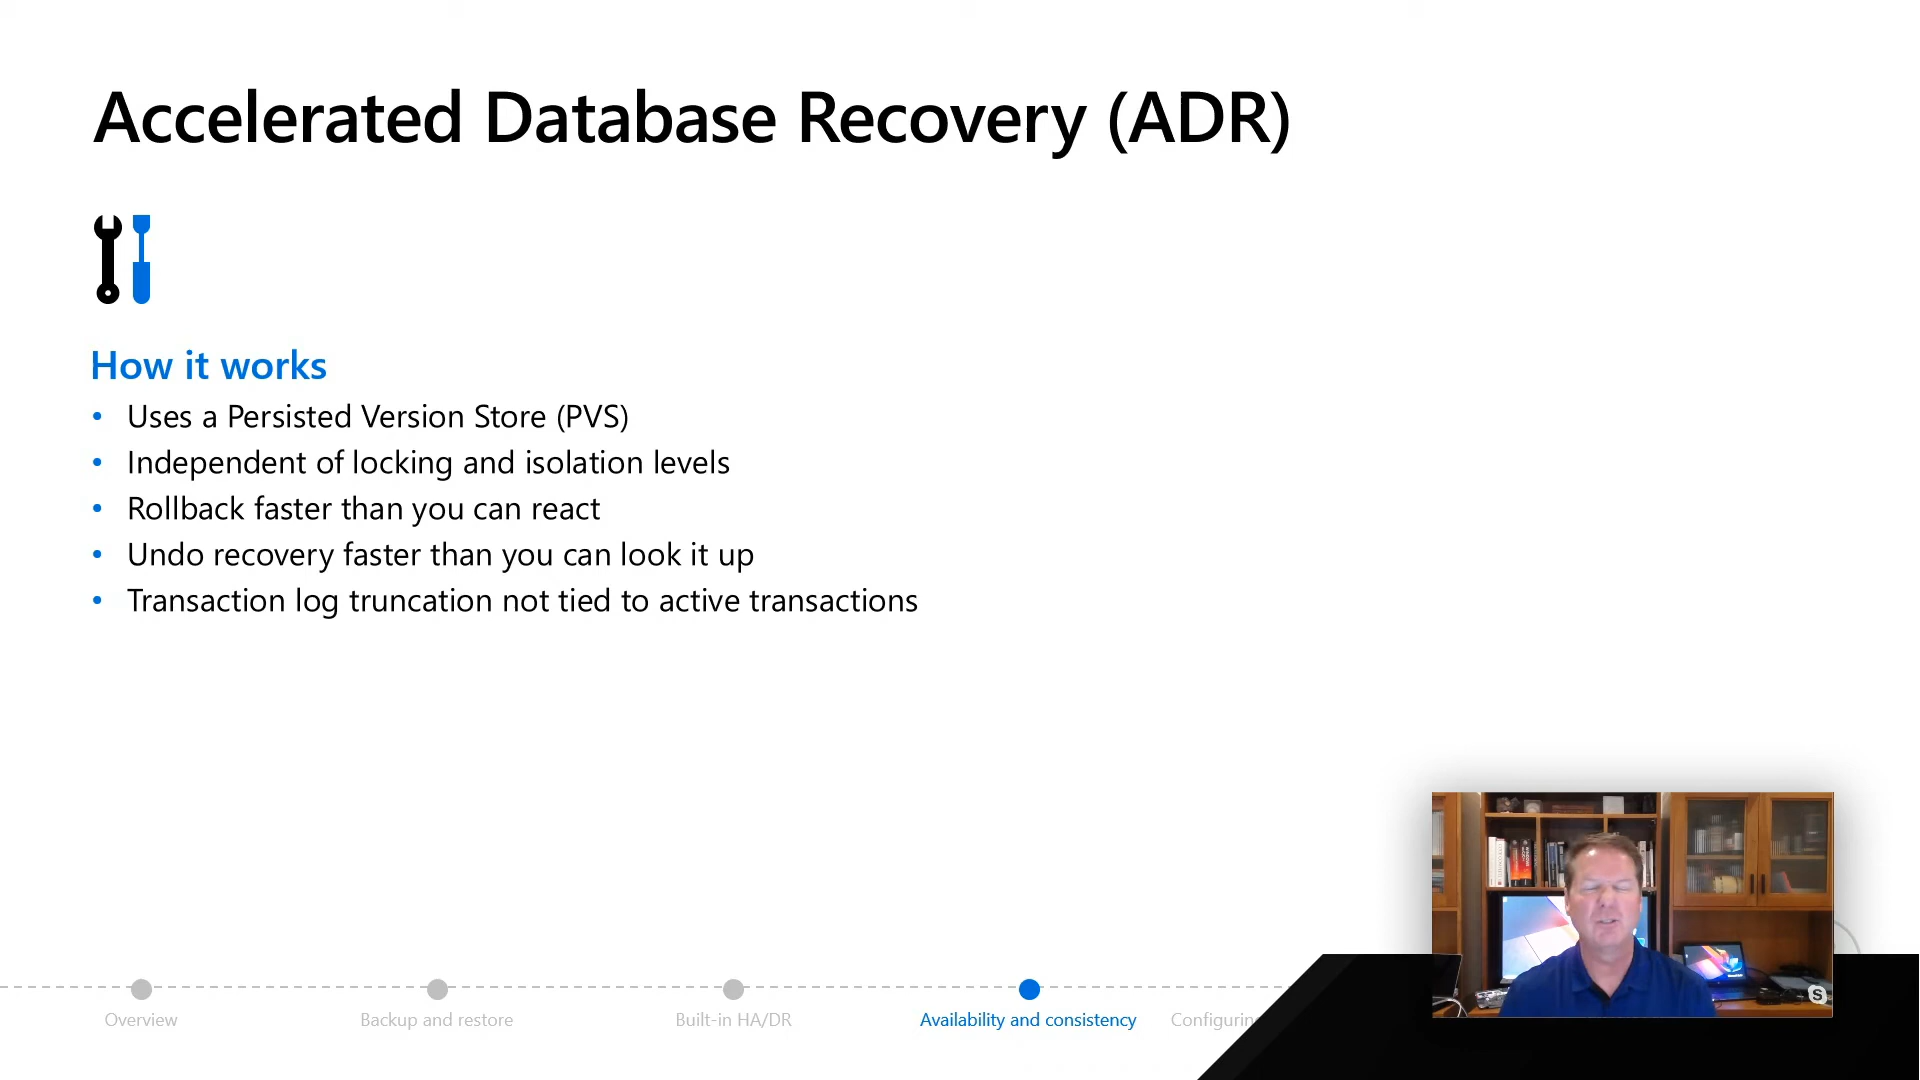 Accelerated Database Recovery (ADR)
How it works
• Uses a Persisted Version Store (PVS)
• Independent of locking and isolation levels
• Rollback faster than you can react
• Undo recovery faster than you can look it up
• Transaction log truncation not tied to active transactions
Overview
Backup and restore
Built-in HA/DR
Availability and consistency